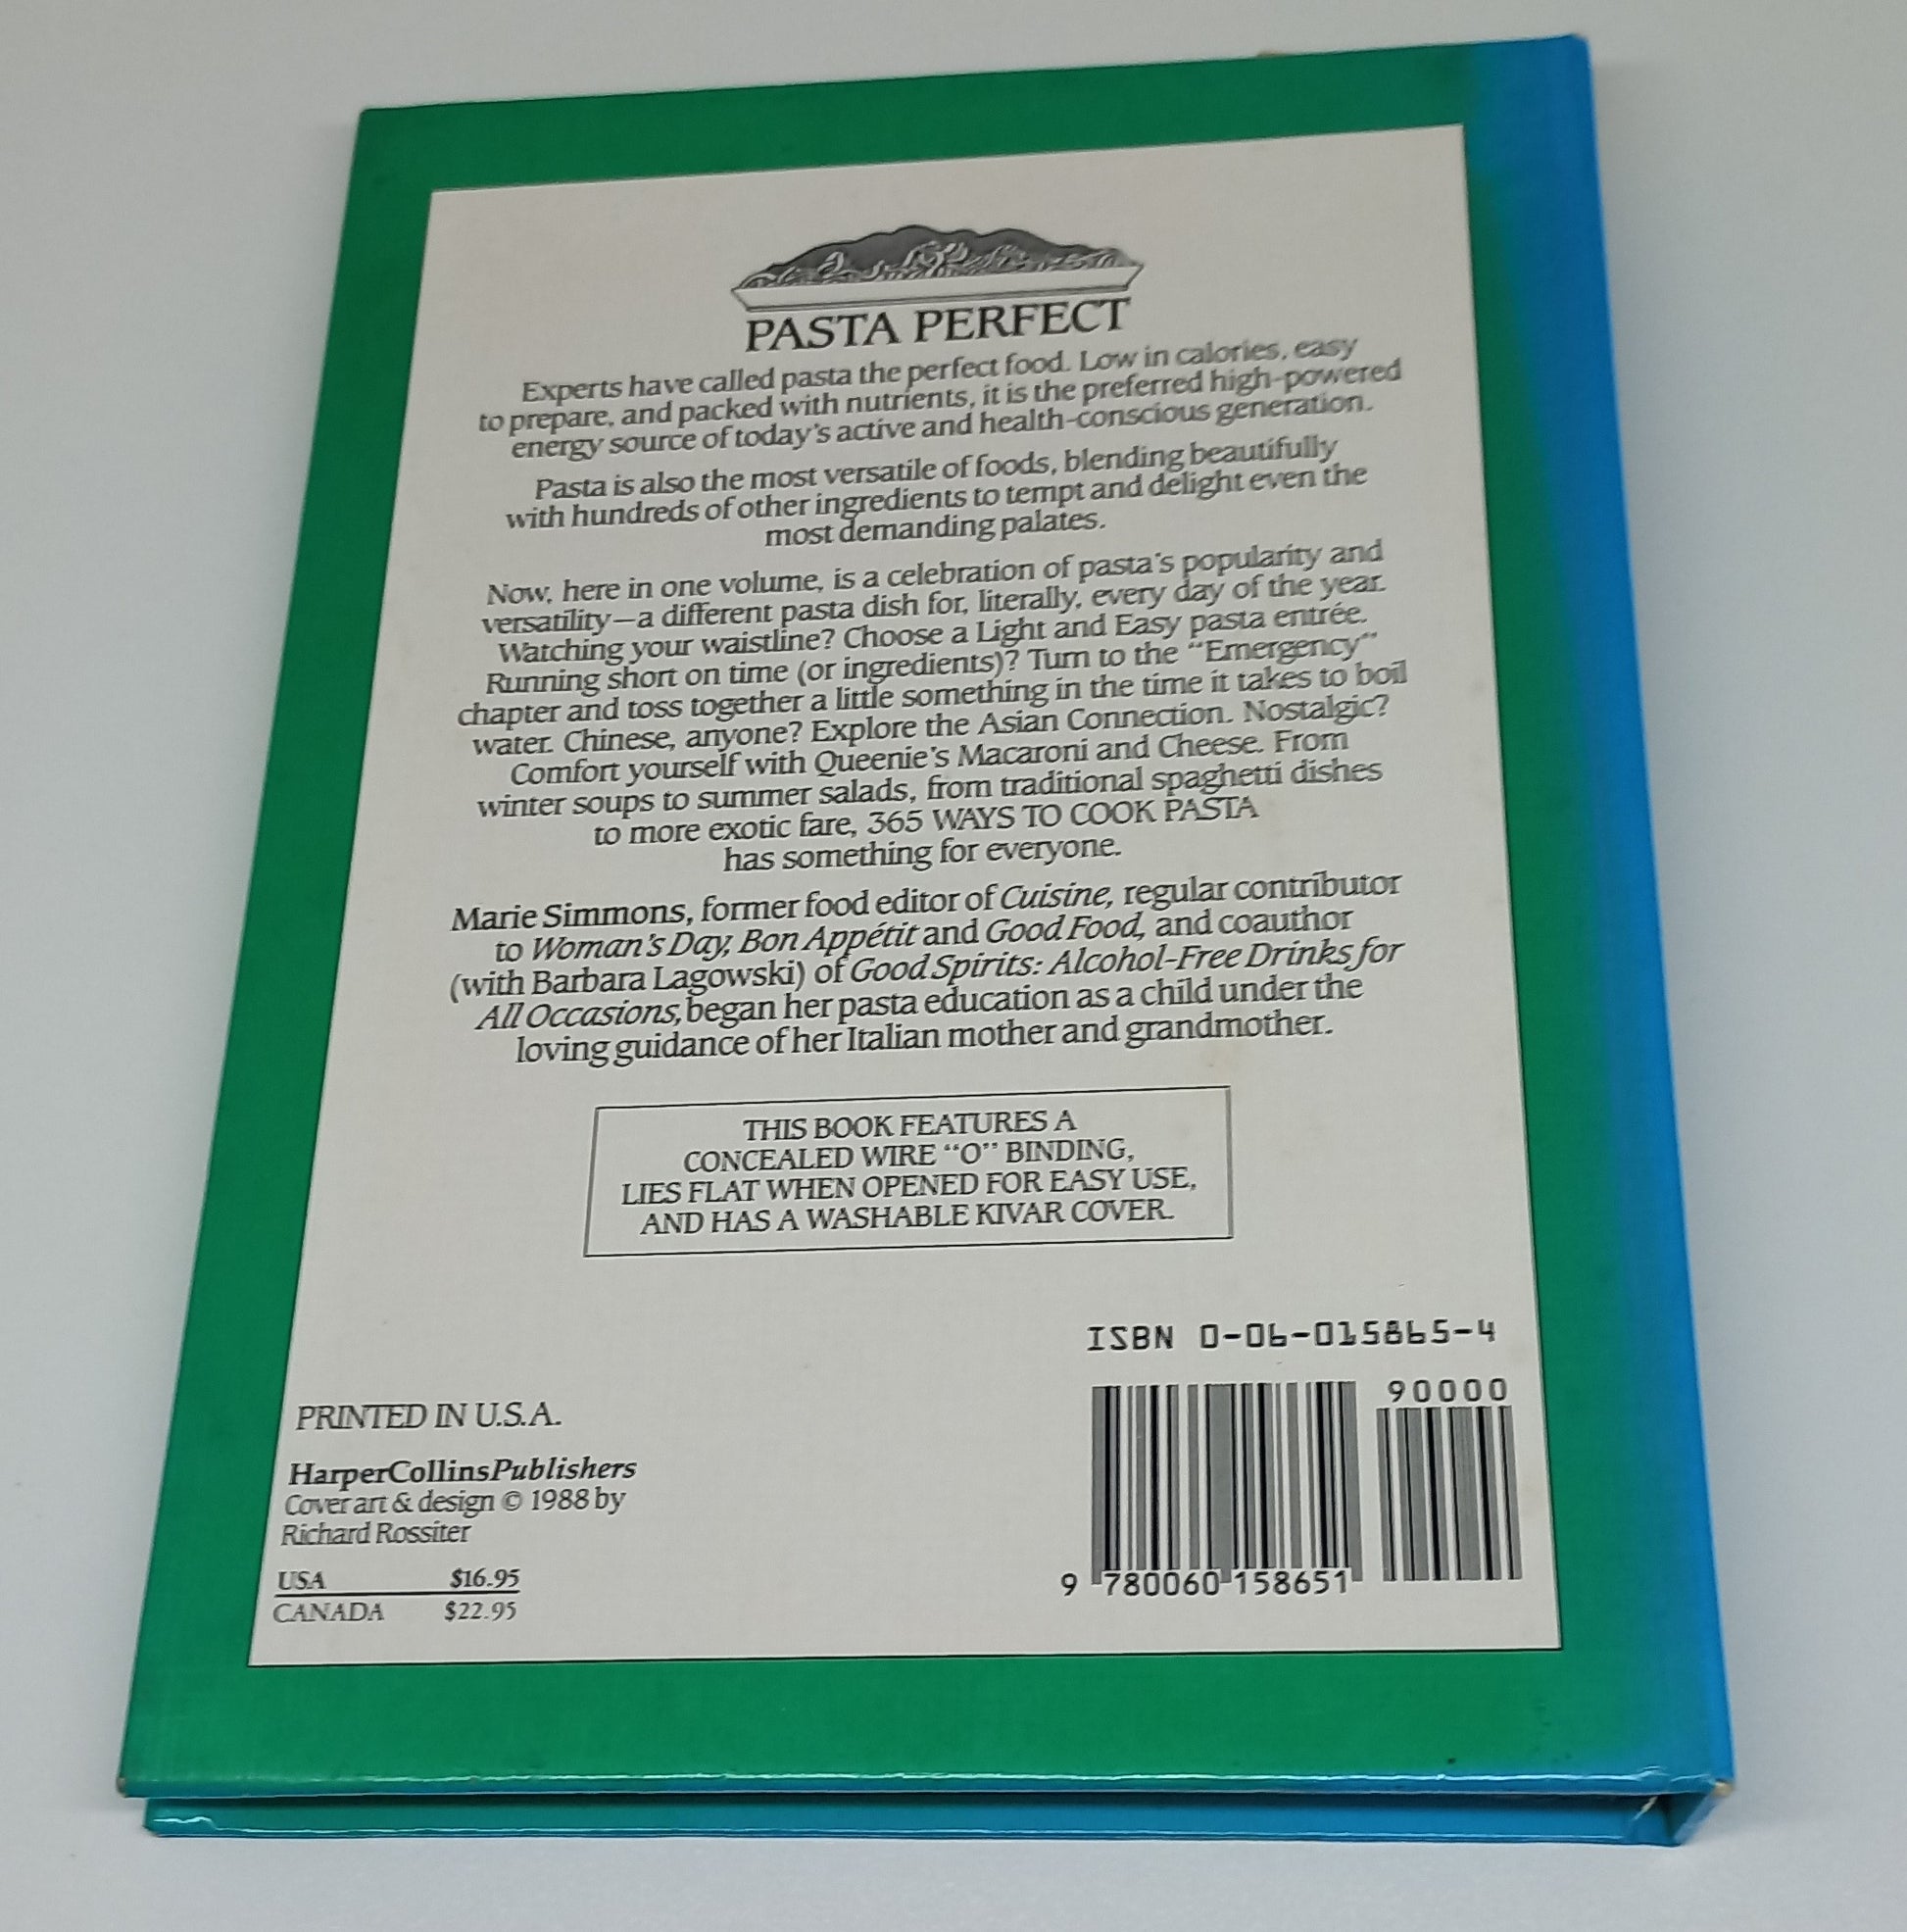 PASTA PERFECT
Experts have called pasta the perfect food. Low in calories, easy
to prepare, and packed with nutrients, it is the preferred high-powered
energy source of today's active and health-conscious generation.
Pasta is also the most versatile of foods, blending beautifully
with hundreds of other ingredients to tempt and delight even the
most demanding palates.
Now, here in one volume, is a celebration of pasta's popularity and
versatility—a different pasta dish for, literally, every day of the year.
Watching your waistline? Choose a Light and Easy pasta entrée.
Running short on time (or ingredients)? Turn to the “Emergency”
chapter and toss together a little something in the time it takes to boil
water. Chinese, anyone? Explore the Asian Connection. Nostalgic?
Comfort yourself with Queenie's Macaroni and Cheese. From
winter soups to summer salads, from traditional spaghetti dishes
to more exotic fare, 365 WAYS TO COOK PASTA
has something for everyone.
Marie Simmons, former food editor of Cuisine, regular contributor
to Woman's Day, Bon Appétit and Good Food, and coauthor
(with Barbara Lagowski) of Good Spirits: Alcohol-Free Drinks for
All Occasions, began her pasta education as a child under the
loving guidance of her Italian mother and grandmother.
THIS BOOK FEATURES A
CONCEALED WIRE “O” BINDING,
LIES FLAT WHEN OPENED FOR EASY USE,
AND HAS A WASHABLE KIVAR COVER.
ISBN 0-06-015865-4
90000
9 780060 158651
PRINTED IN U.S.A.
HarperCollinsPublishers
Cover art & design © 1988 by
Richard Rossiter
USA $16.95
CANADA $22.95